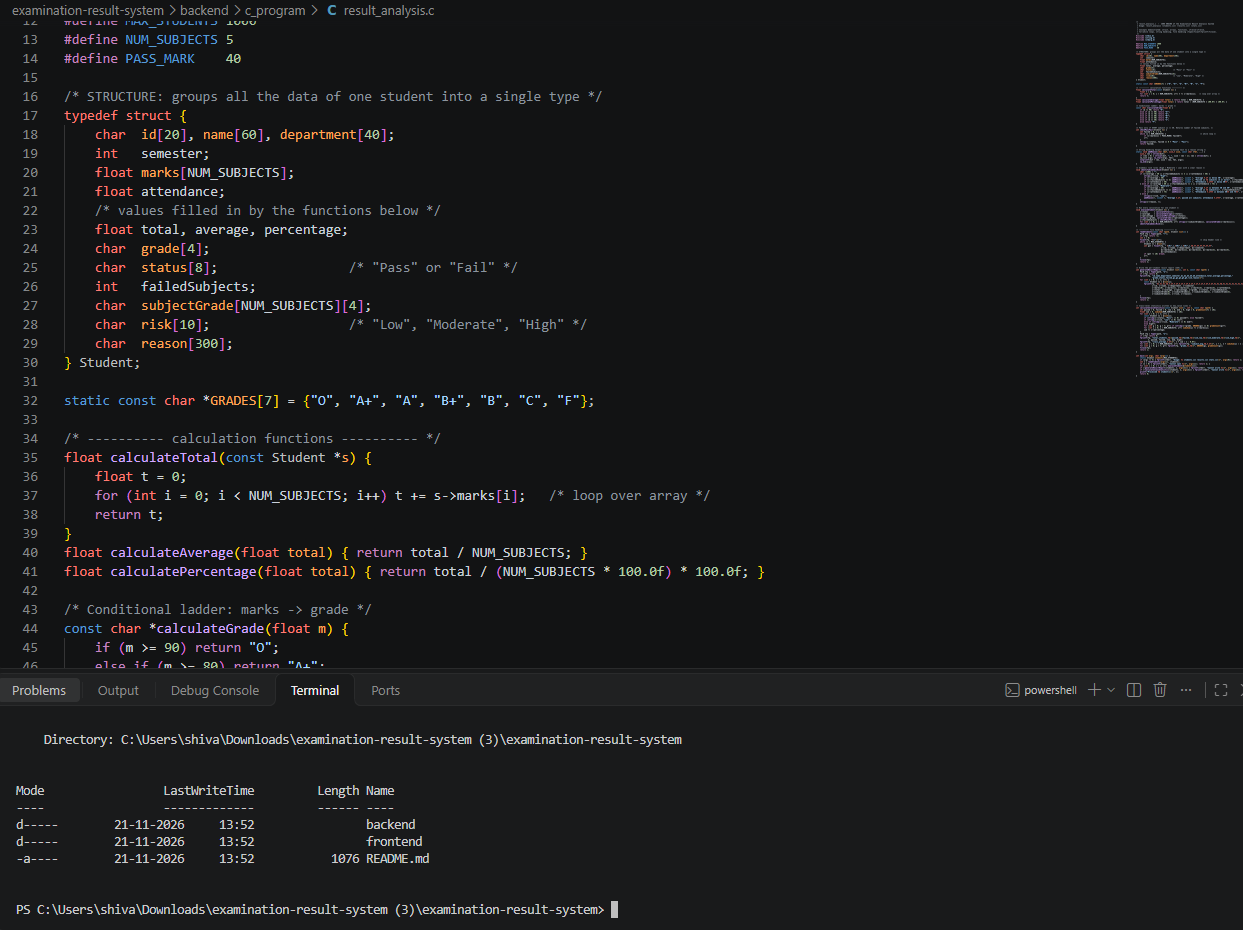 examination-result-system > backend > c_program > C result_analysis.c
12 #define MAX_STUDENTS 1000
13 #define NUM_SUBJECTS 5
14 #define PASS_MARK    40
15
16 /* STRUCTURE: groups all the data of one student into a single type */
17 typedef struct {
18     char  id[20], name[60], department[40];
19     int   semester;
20     float marks[NUM_SUBJECTS];
21     float attendance;
22     /* values filled in by the functions below */
23     float total, average, percentage;
24     char  grade[4];
25     char  status[8];                 /* "Pass" or "Fail" */
26     int   failedSubjects;
27     char  subjectGrade[NUM_SUBJECTS][4];
28     char  risk[10];                  /* "Low", "Moderate", "High" */
29     char  reason[300];
30 } Student;
31
32 static const char *GRADES[7] = {"O", "A+", "A", "B+", "B", "C", "F"};
33
34 /* ---------- calculation functions ---------- */
35 float calculateTotal(const Student *s) {
36     float t = 0;
37     for (int i = 0; i < NUM_SUBJECTS; i++) t += s->marks[i];   /* loop over array */
38     return t;
39 }
40 float calculateAverage(float total) { return total / NUM_SUBJECTS; }
41 float calculatePercentage(float total) { return total / (NUM_SUBJECTS * 100.0f) * 100.0f; }
42
43 /* Conditional ladder: marks -> grade */
44 const char *calculateGrade(float m) {
45     if (m >= 90) return "O";
46     else if (m >= 80) return "A+";
Problems Output Debug Console Terminal Ports powershell
Directory: C:\Users\shiva\Downloads\examination-result-system (3)\examination-result-system
Mode                 LastWriteTime         Length Name
----                 -------------         ------ ----
d-----        21-11-2026     13:52                backend
d-----        21-11-2026     13:52                frontend
-a----        21-11-2026     13:52           1076 README.md
PS C:\Users\shiva\Downloads\examination-result-system (3)\examination-result-system>